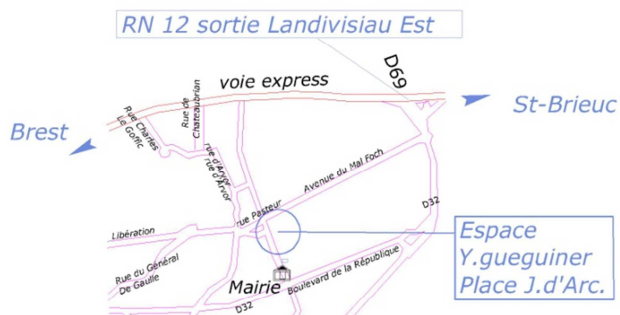 RN 12 sortie Landivisiau Est
D69
voie express
St-Brieuc
Brest
Rue Charles
Le Goffic
Rue de
Chateaubrian
rue d'Arvor
rue d'Arvor
Avenue du Mal Foch
rue Pasteur
D32
Libération
Espace
Y.gueguiner
Place J.d'Arc.
Rue du Général
De Gaulle
Mairie
Boulevard de la République
D32